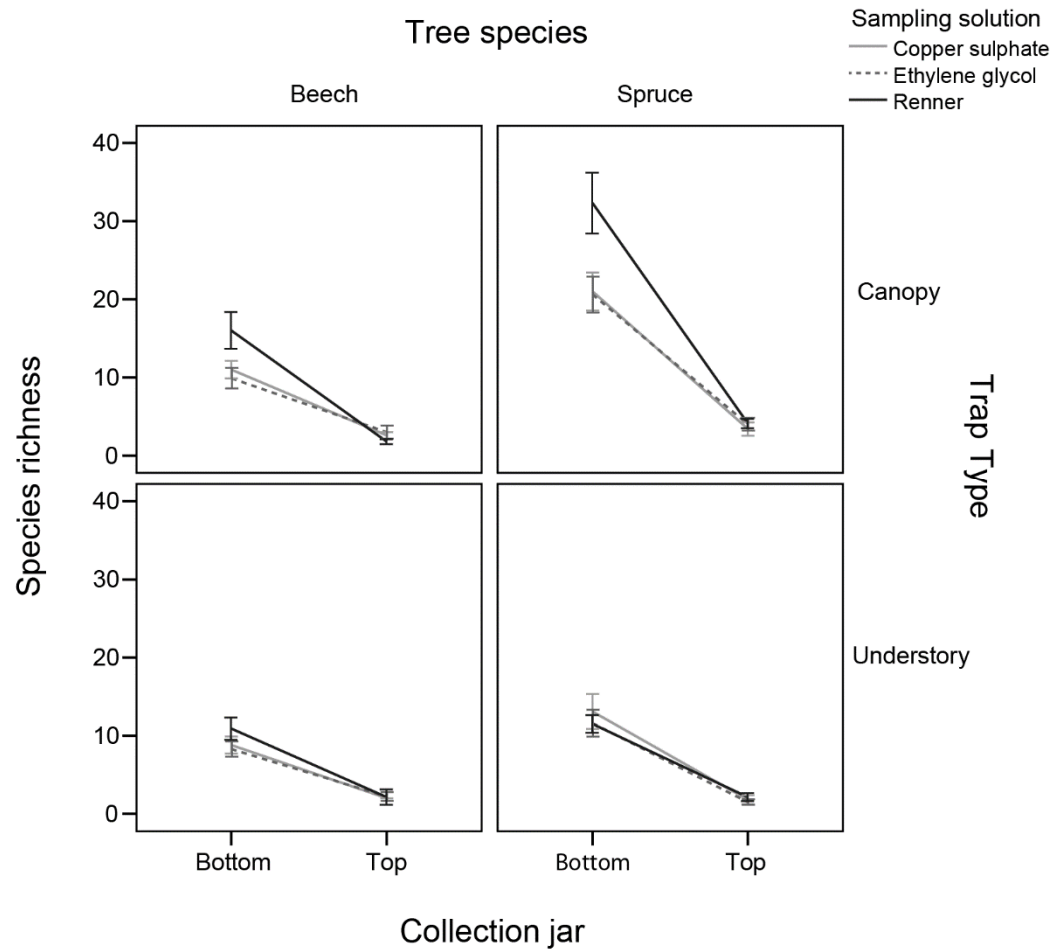 Tree species
Sampling solution
Copper sulphate
Ethylene glycol
Renner
Beech
Spruce
40
30
20
10
0
Canopy
Species richness
Trap Type
40
30
20
10
0
Understory
Bottom
Top
Bottom
Top
Collection jar